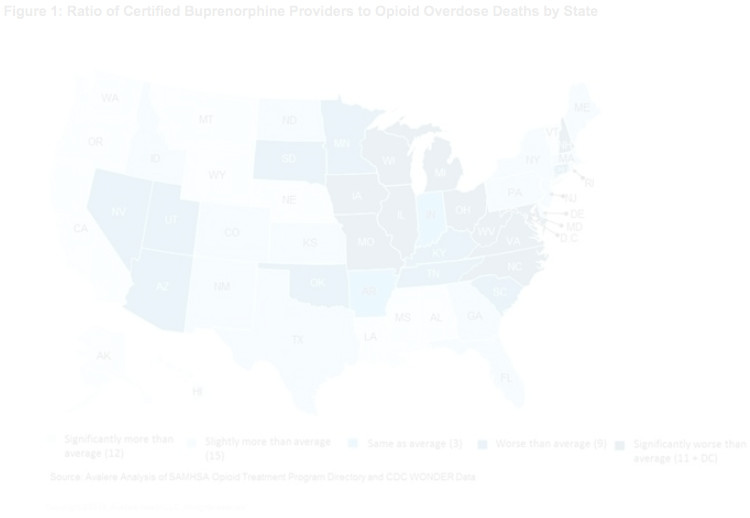 Figure 1: Ratio of Certified Buprenorphine Providers to Opioid Overdose Deaths by State
WA
MT
ND
MN
ME
VT
OR
ID
SD
WI
MI
NY
MA
WY
RI
NV
UT
NE
IA
IL
OH
PA
NJ
DE
MD
D.C.
CA
CO
KS
MO
KY
WV
VA
AZ
NM
OK
TN
NC
SC
TX
MS
AL
GA
LA
AK
HI
FL
Significantly more than average (12)
Slightly more than average (15)
Same as average (3)
Worse than average (9)
Significantly worse than average (11 + DC)
Source: Avalere Analysis of SAMHSA Opioid Treatment Program Directory and CDC WONDER Data